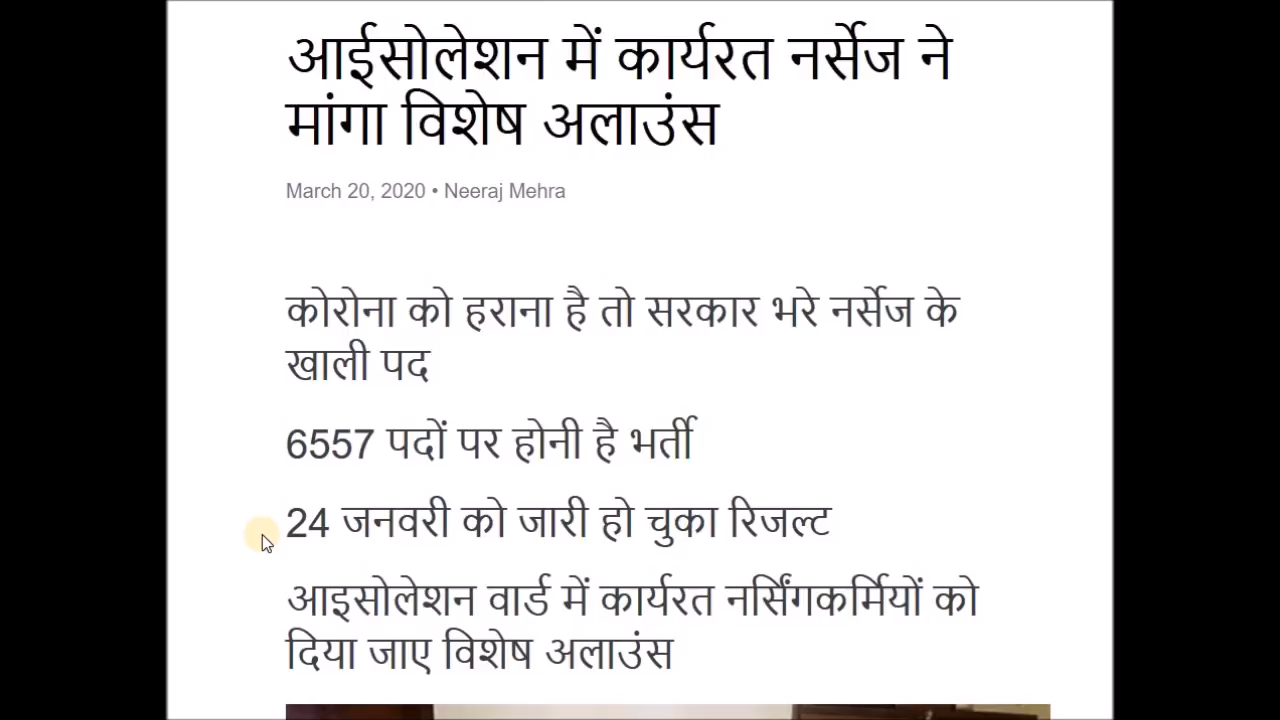 आईसोलेशन में कार्यरत नर्सेज ने
मांगा विशेष अलाउंस
March 20, 2020 • Neeraj Mehra
कोरोना को हराना है तो सरकार भरे नर्सेज के
खाली पद
6557 पदों पर होनी है भर्ती
24 जनवरी को जारी हो चुका रिजल्ट
आइसोलेशन वार्ड में कार्यरत नर्सिंगकर्मियों को
दिया जाए विशेष अलाउंस